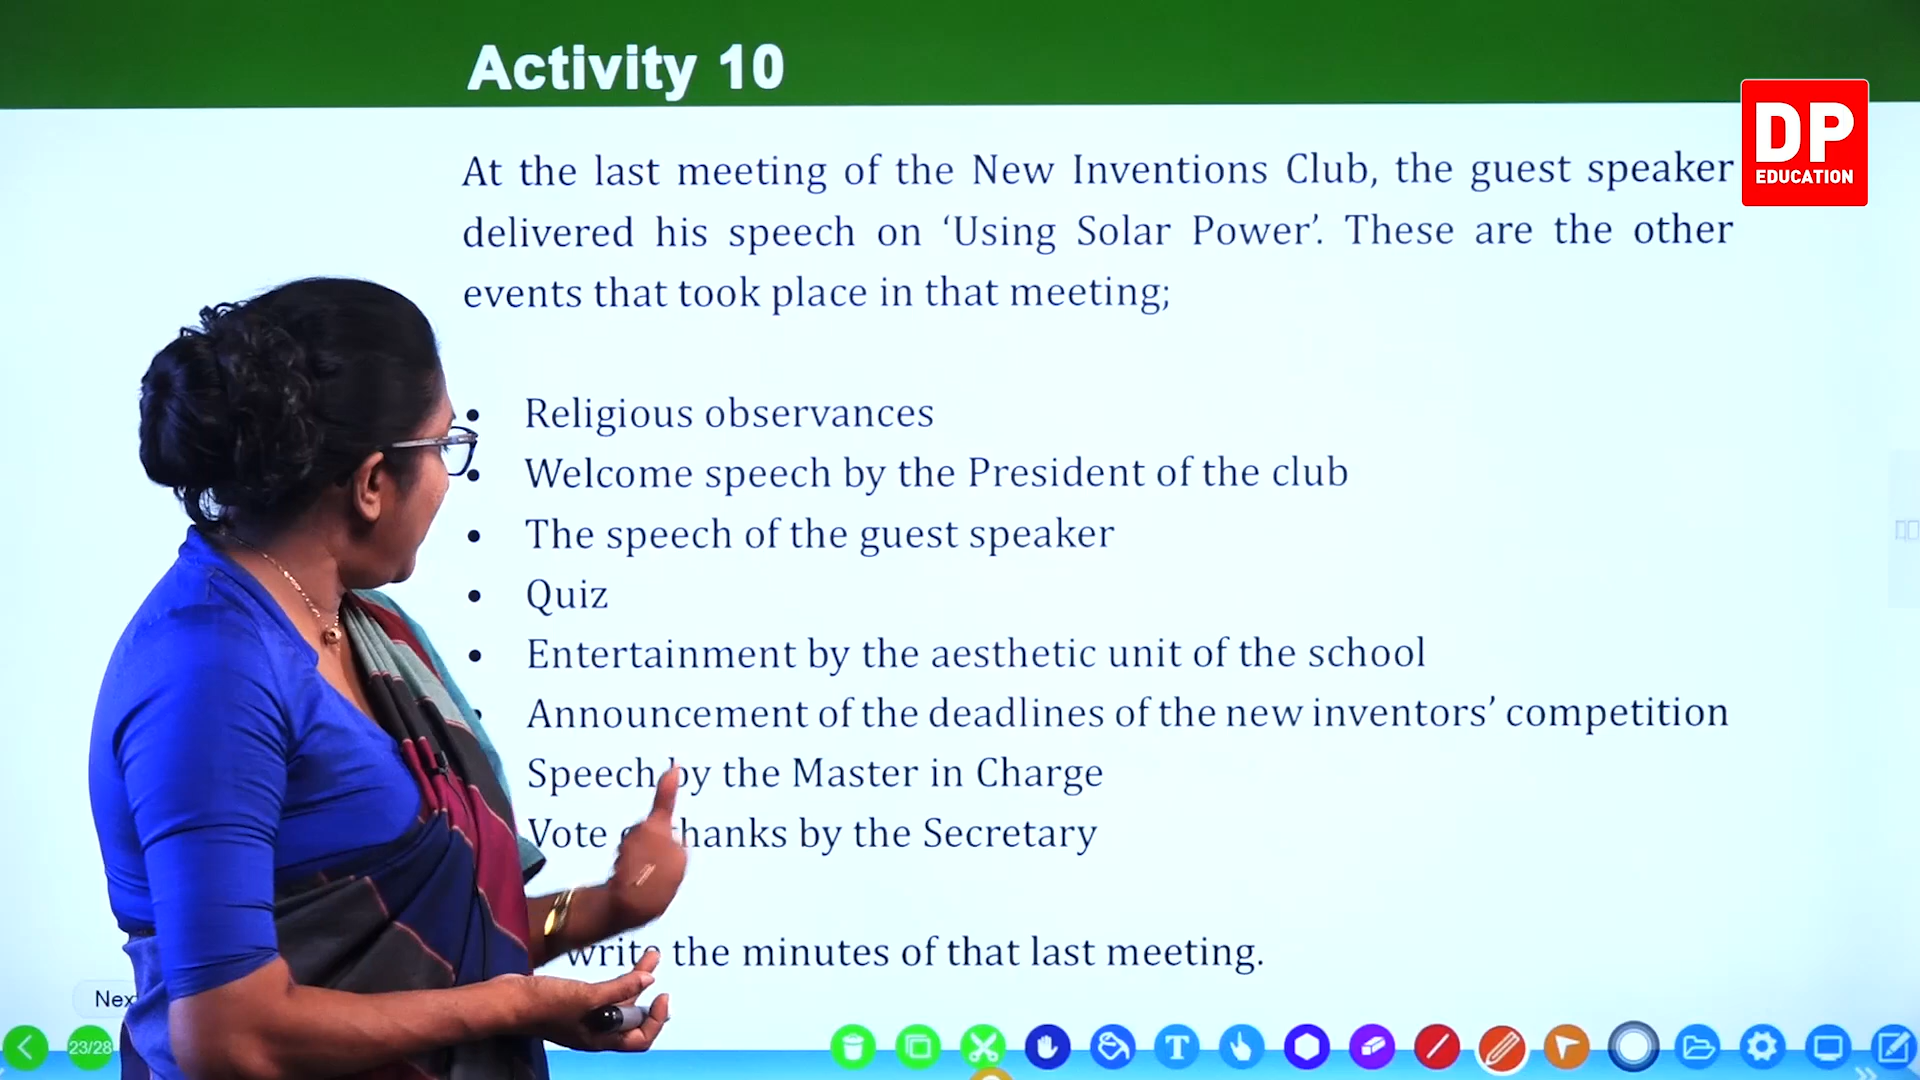 Activity 10
DP
EDUCATION
At the last meeting of the New Inventions Club, the guest speaker
delivered his speech on ‘Using Solar Power’. These are the other
events that took place in that meeting;
• Religious observances
• Welcome speech by the President of the club
• The speech of the guest speaker
• Quiz
• Entertainment by the aesthetic unit of the school
• Announcement of the deadlines of the new inventors’ competition
Speech by the Master in Charge
Vote thanks by the Secretary
write the minutes of that last meeting.
23/28
T